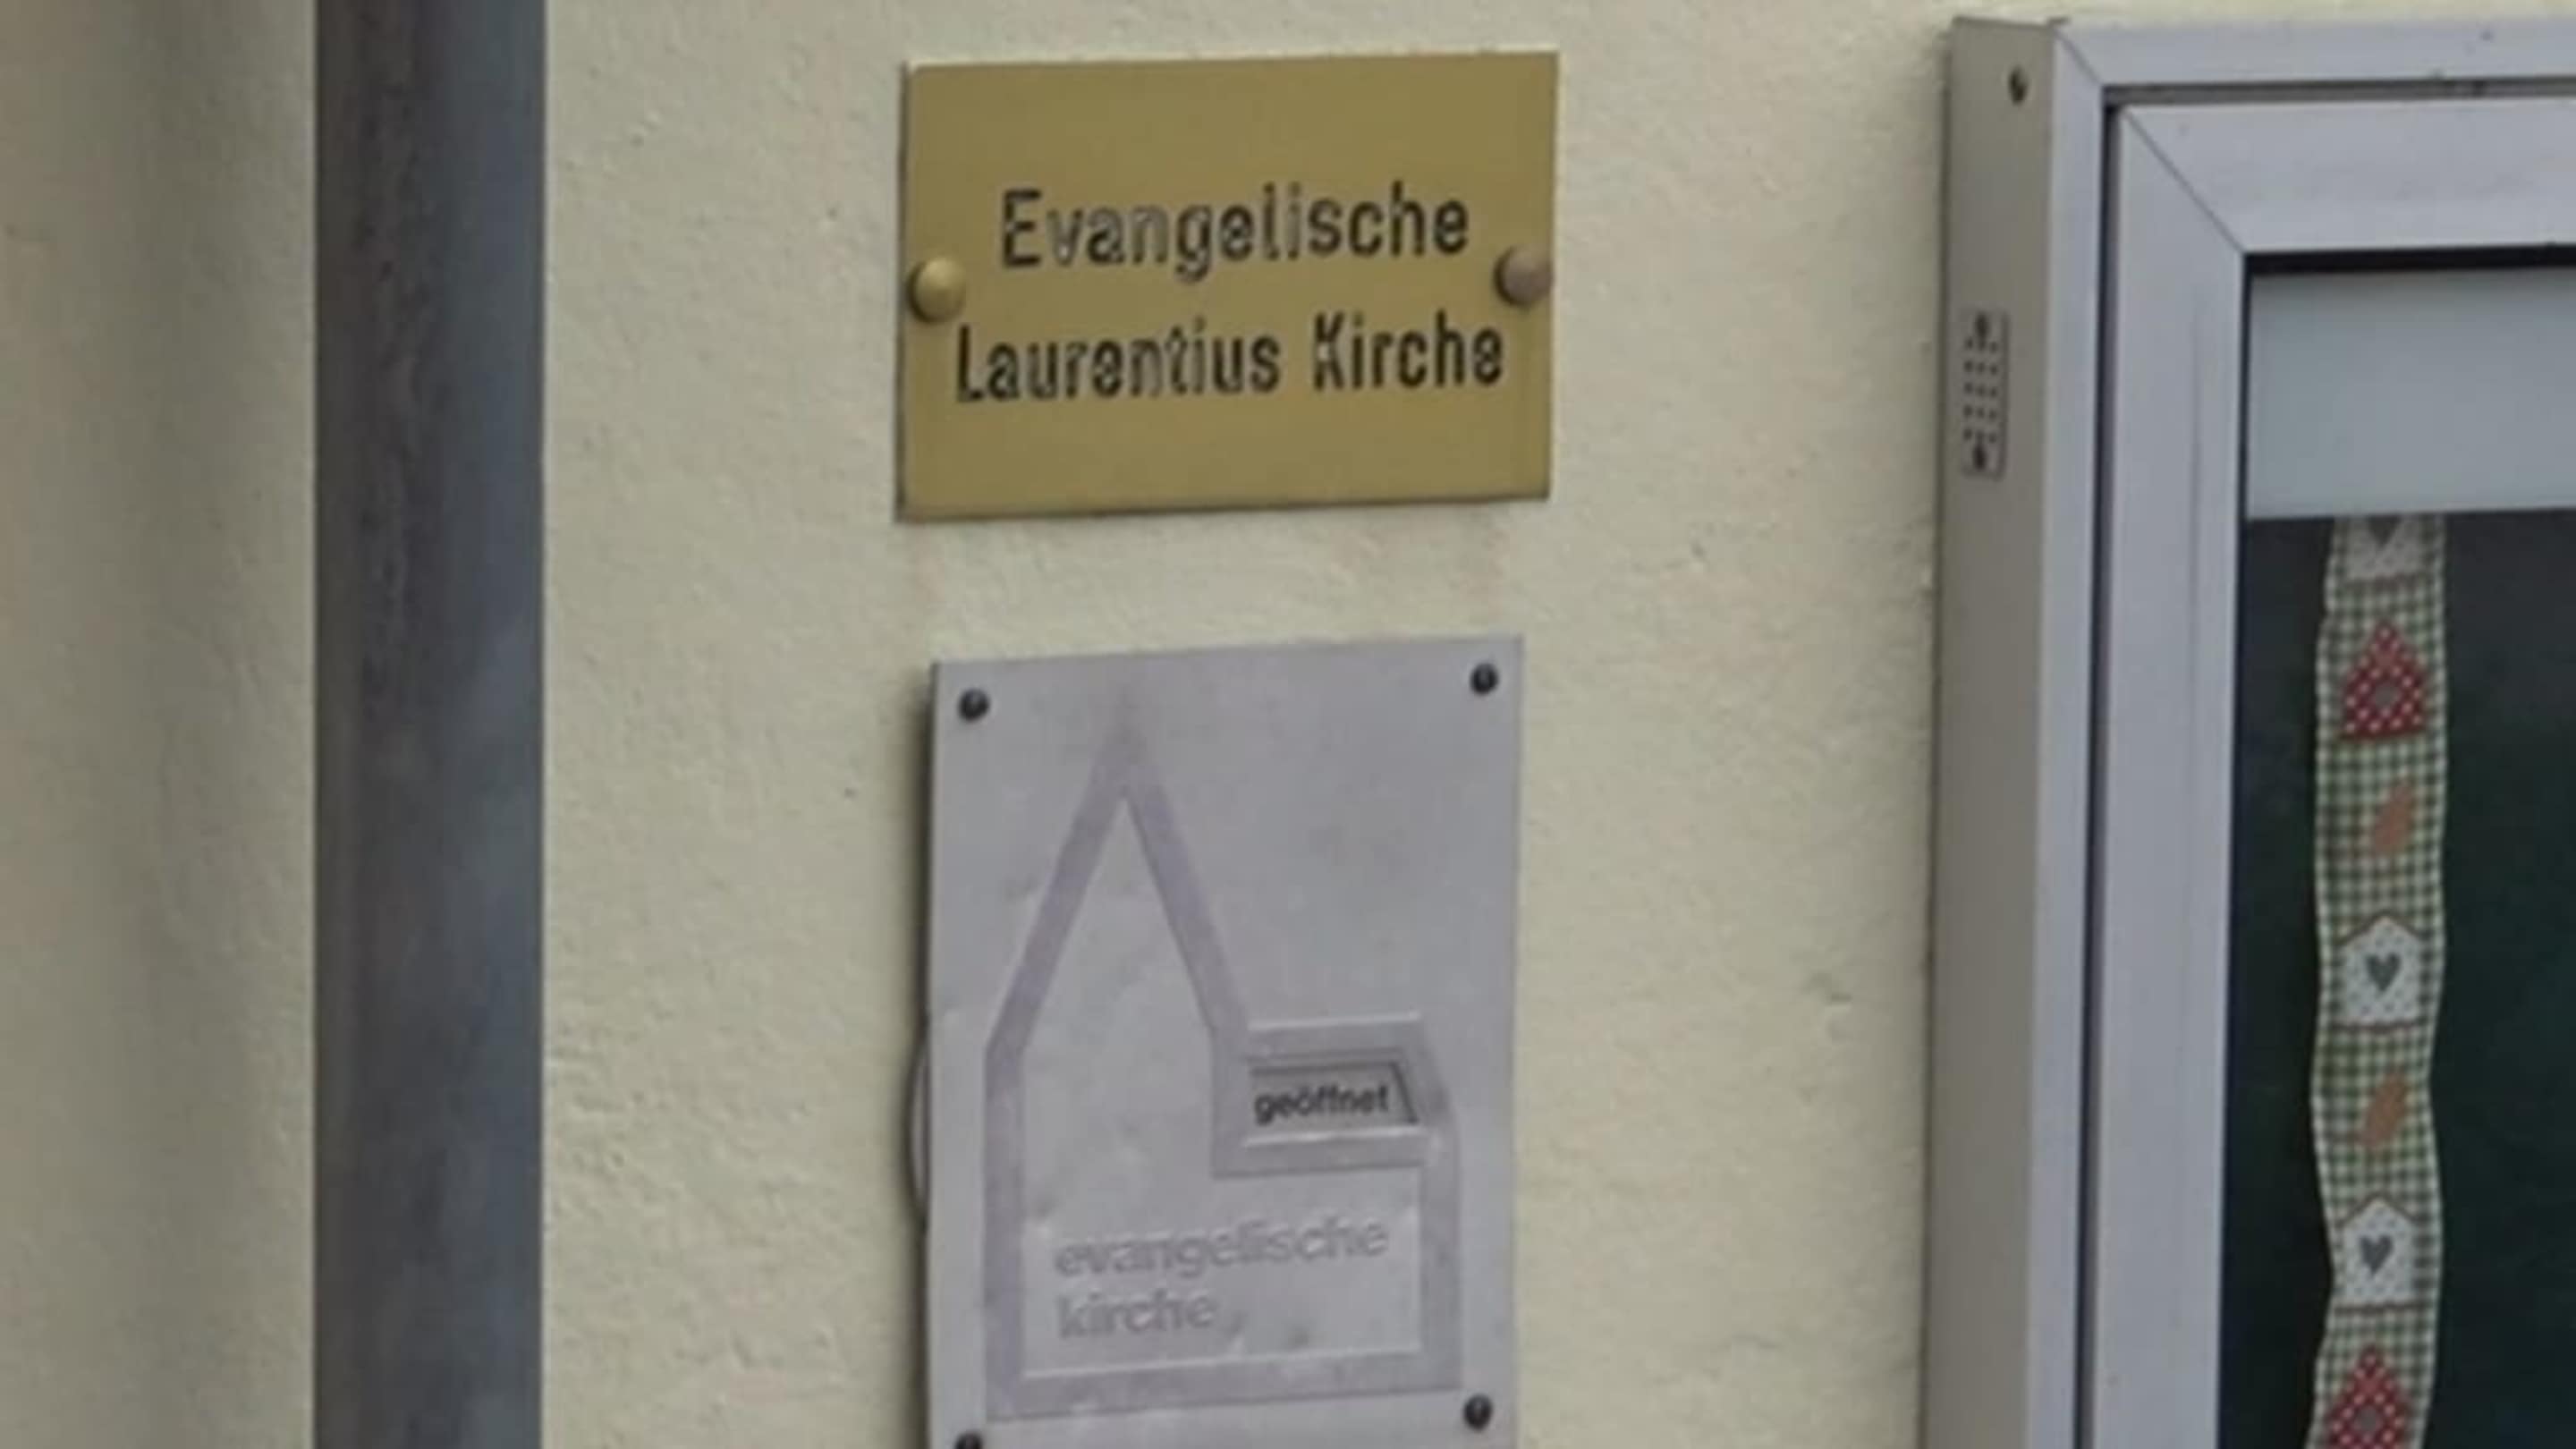 Evangelische
Laurentius Kirche
geöffnet
evangelische
kirche